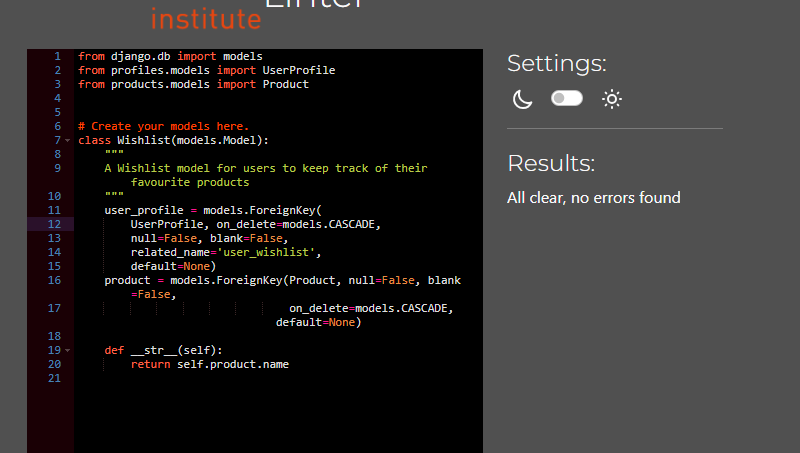 Linter
institute
1 from django.db import models
2 from profiles.models import UserProfile
3 from products.models import Product
4
5
6 # Create your models here.
7 class Wishlist(models.Model):
8 """
9 A Wishlist model for users to keep track of their
favourite products
10 """
11 user_profile = models.ForeignKey(
12 UserProfile, on_delete=models.CASCADE,
13 null=False, blank=False,
14 related_name='user_wishlist',
15 default=None)
16 product = models.ForeignKey(Product, null=False, blank
=False,
17 on_delete=models.CASCADE,
default=None)
18
19 def __str__(self):
20 return self.product.name
21
Settings:
Results:
All clear, no errors found